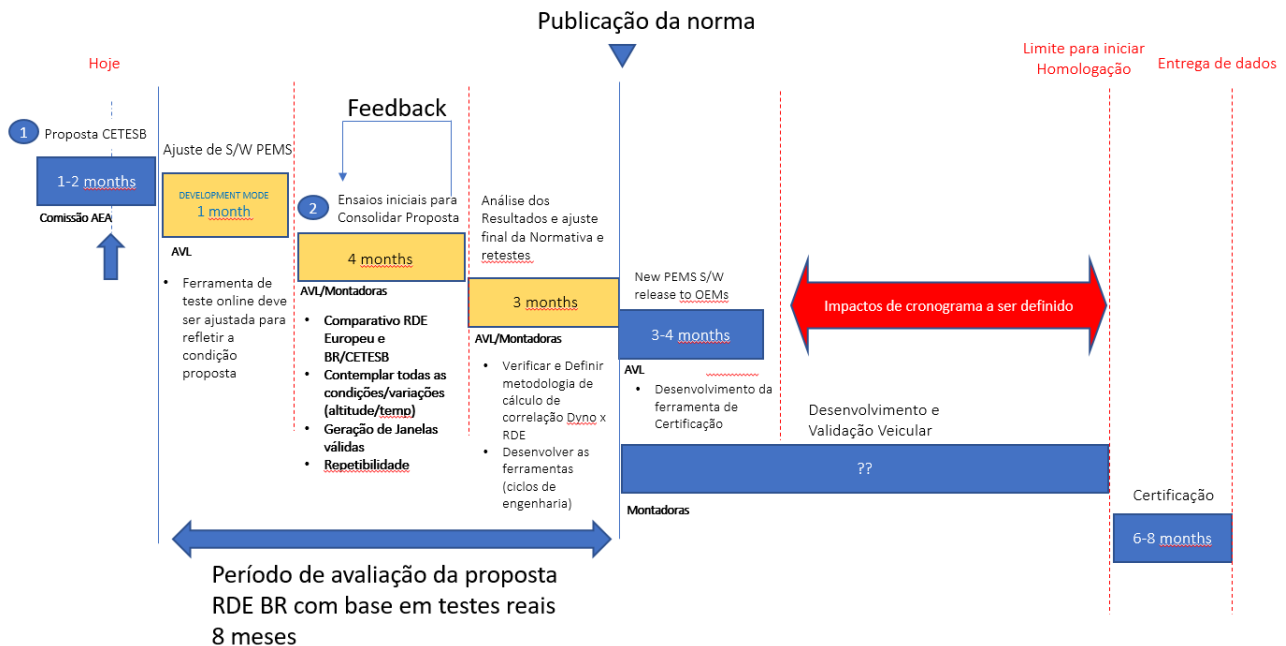 Publicação da norma
Hoje
Limite para iniciar
Homologação
Entrega de dados
1
Proposta CETESB
1-2 months
Comissão AEA
Ajuste de S/W PEMS
DEVELOPMENT MODE
1 month
AVL
• Ferramenta de
teste online deve
ser ajustada para
refletir a
condição
proposta
Feedback
2
Ensaios iniciais para
Consolidar Proposta
4 months
AVL/Montadoras
• Comparativo RDE
Europeu e
BR/CETESB
• Contemplar todas as
condições/variações
(altitude/temp)
• Geração de Janelas
válidas
• Repetibilidade
Análise dos
Resultados e ajuste
final da Normativa e
retestes
3 months
AVL/Montadoras
• Verificar e Definir
metodologia de
cálculo de
correlação Dyno x
RDE
• Desenvolver as
ferramentas
(ciclos de
engenharia)
New PEMS S/W
release to OEMs
3-4 months
AVL
• Desenvolvimento da
ferramenta de
Certificação
Impactos de cronograma a ser definido
Desenvolvimento e
Validação Veicular
??
Montadoras
Certificação
6-8 months
Período de avaliação da proposta
RDE BR com base em testes reais
8 meses